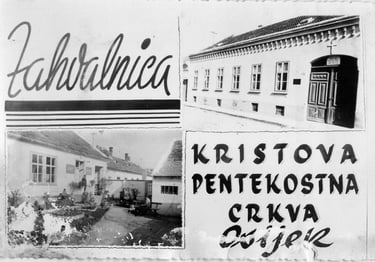 Zahvalnica
KRISTOVA
PENTEKOSTNA
CRKVA
Osijek